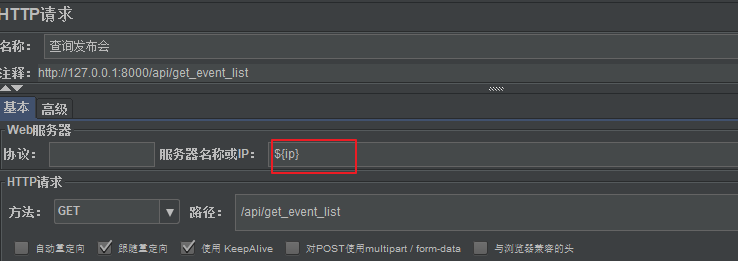 HTTP请求
名称： 查询发布会
注释： http://127.0.0.1:8000/api/get_event_list
基本 高级
Web服务器
协议： 服务器名称或IP： ${ip}
HTTP请求
方法： GET 路径： /api/get_event_list
自动重定向 跟随重定向 使用 KeepAlive 对POST使用multipart / form-data 与浏览器兼容的头